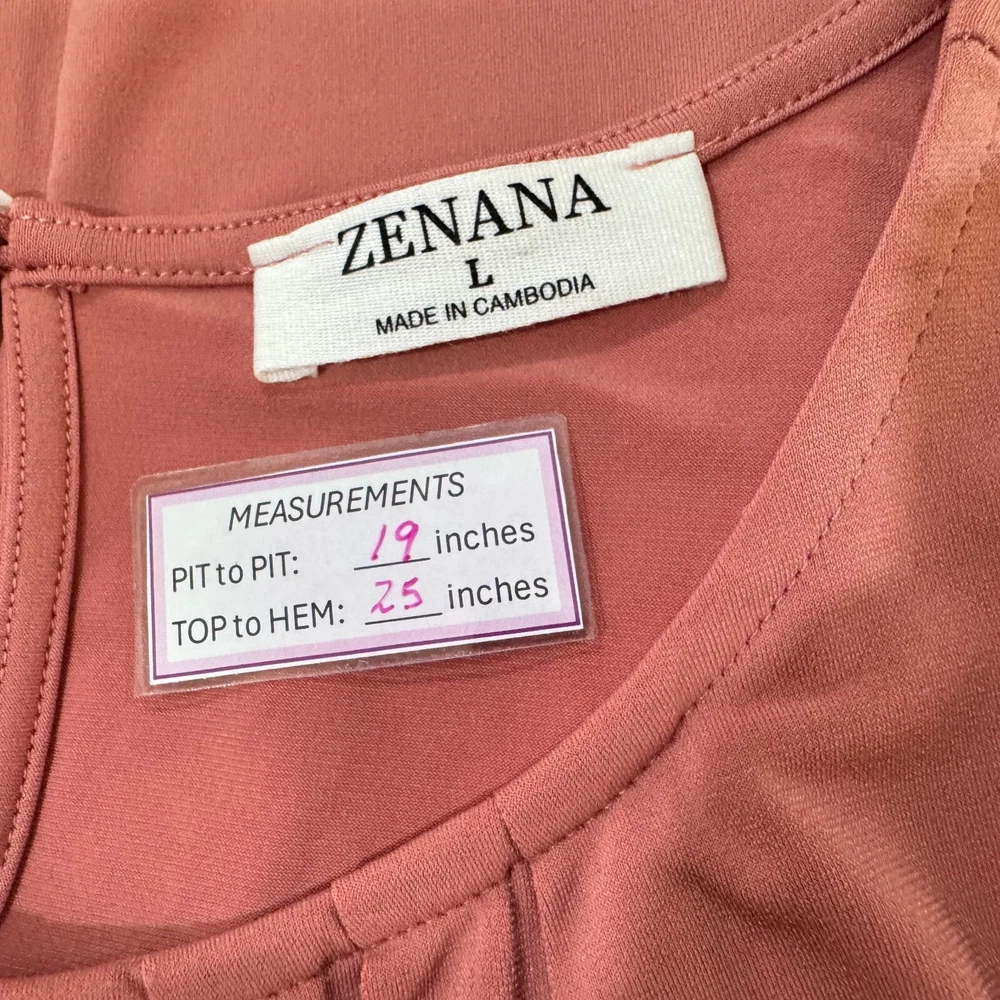 ZENANA
L
MADE IN CAMBODIA
MEASUREMENTS
PIT to PIT: 19 inches
TOP to HEM: 25 inches